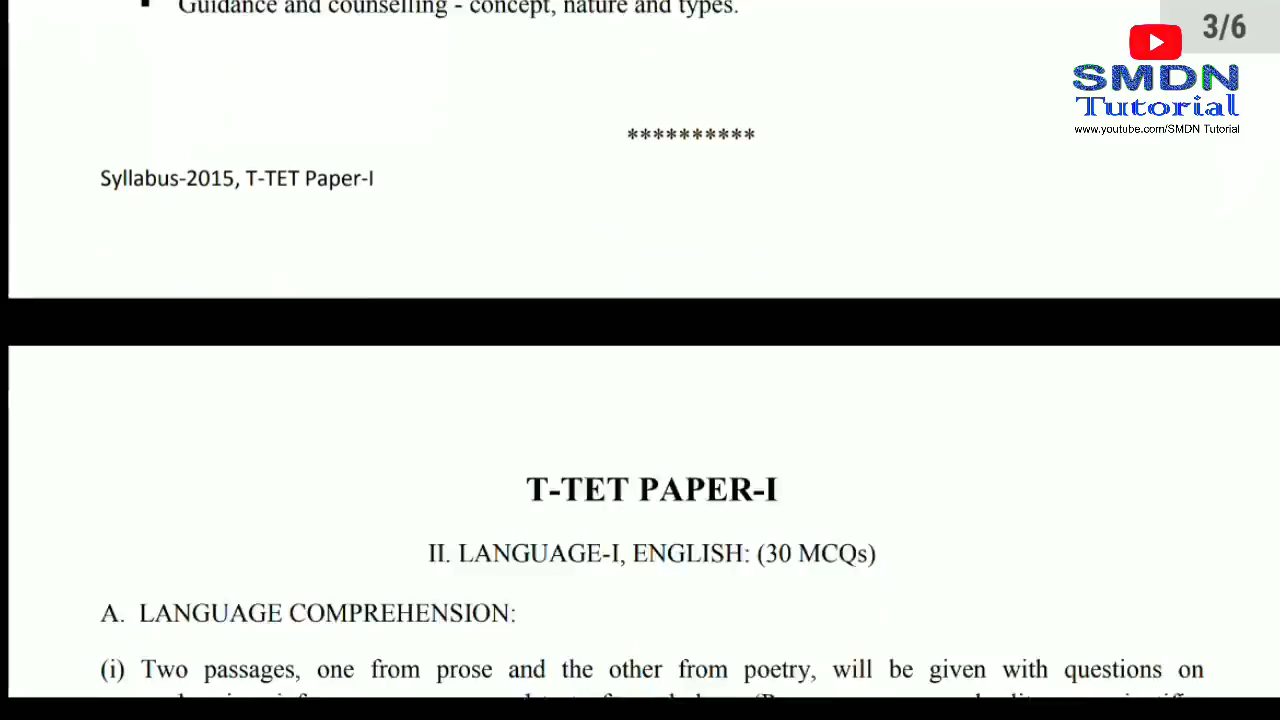 Guidance and counselling - concept, nature and types.
3/6
SMDN
Tutorial
www.youtube.com/SMDN Tutorial
**********
Syllabus-2015, T-TET Paper-I
T-TET PAPER-I
II. LANGUAGE-I, ENGLISH: (30 MCQs)
A. LANGUAGE COMPREHENSION:
(i) Two passages, one from prose and the other from poetry, will be given with questions on